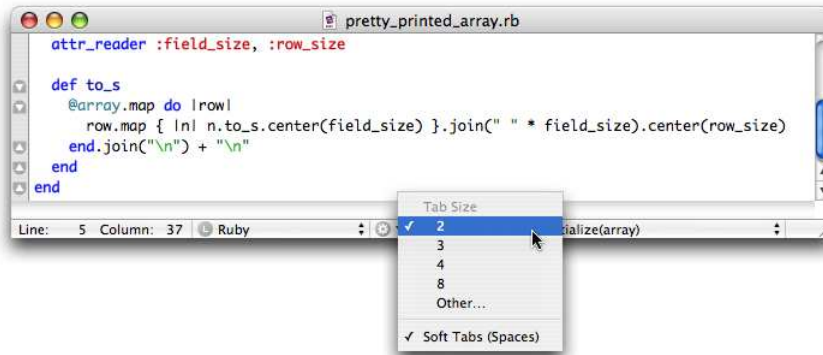 pretty_printed_array.rb
attr_reader :field_size, :row_size
def to_s
@array.map do |row|
row.map { |n| n.to_s.center(field_size) }.join(" " * field_size).center(row_size)
end.join("\n") + "\n"
end
end
Line: 5 Column: 37 L Ruby ialize(array)
Tab Size
✓ 2
3
4
8
Other...
✓ Soft Tabs (Spaces)